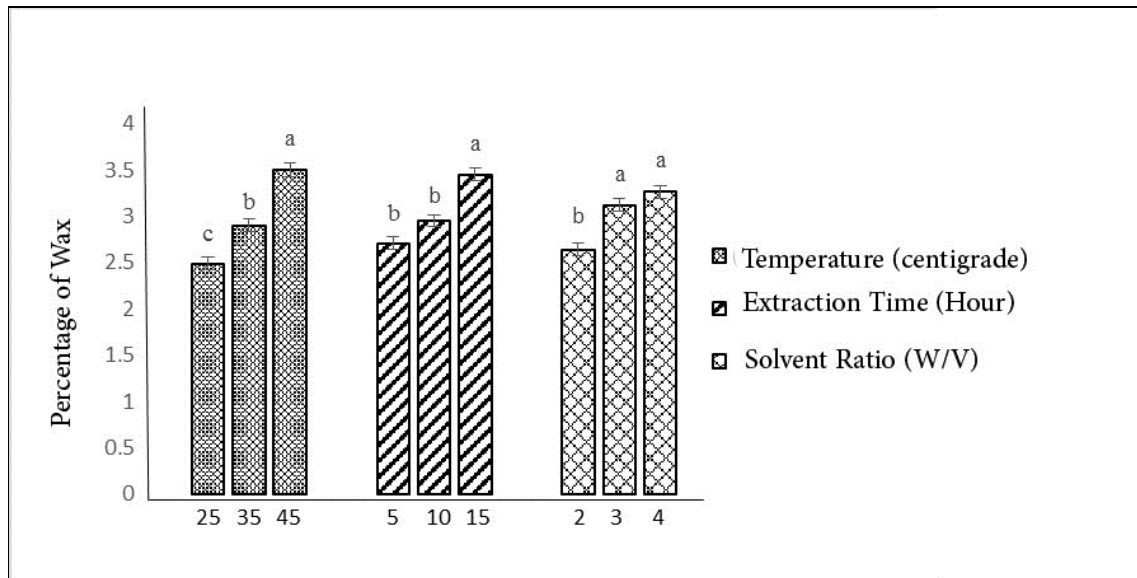 Percentage of Wax
4
3.5
3
2.5
2
1.5
1
0.5
0
c
b
a
b
b
a
b
a
a
25 35 45
5 10 15
2 3 4
Temperature (centigrade)
Extraction Time (Hour)
Solvent Ratio (W/V)